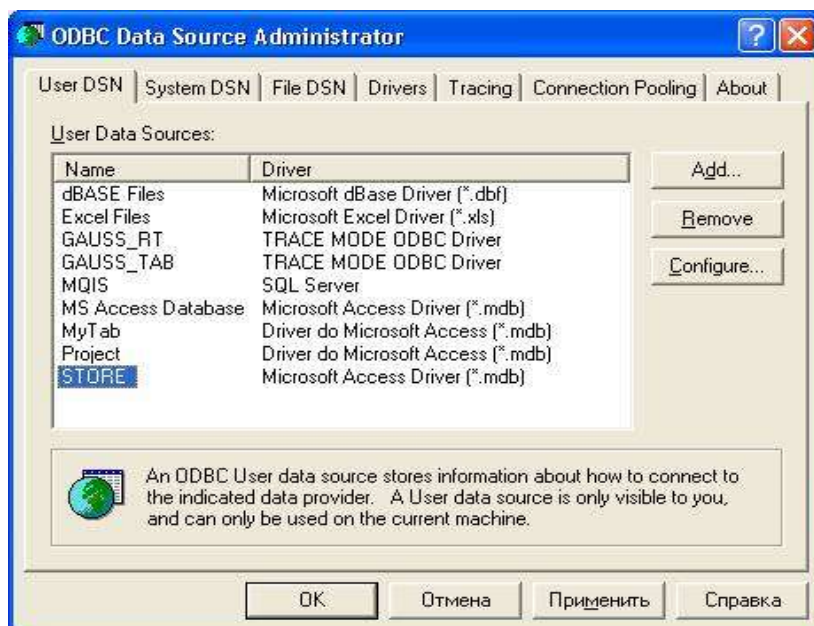 ODBC Data Source Administrator
User DSN System DSN File DSN Drivers Tracing Connection Pooling About
User Data Sources:
Name Driver
dBASE Files Microsoft dBase Driver (*.dbf)
Excel Files Microsoft Excel Driver (*.xls)
GAUSS_RT TRACE MODE ODBC Driver
GAUSS_TAB TRACE MODE ODBC Driver
MQIS SQL Server
MS Access Database Microsoft Access Driver (*.mdb)
MyTab Driver do Microsoft Access (*.mdb)
Project Driver do Microsoft Access (*.mdb)
STORE Microsoft Access Driver (*.mdb)
Add...
Remove
Configure...
An ODBC User data source stores information about how to connect to
the indicated data provider. A User data source is only visible to you,
and can only be used on the current machine.
OK Отмена Применить Справка